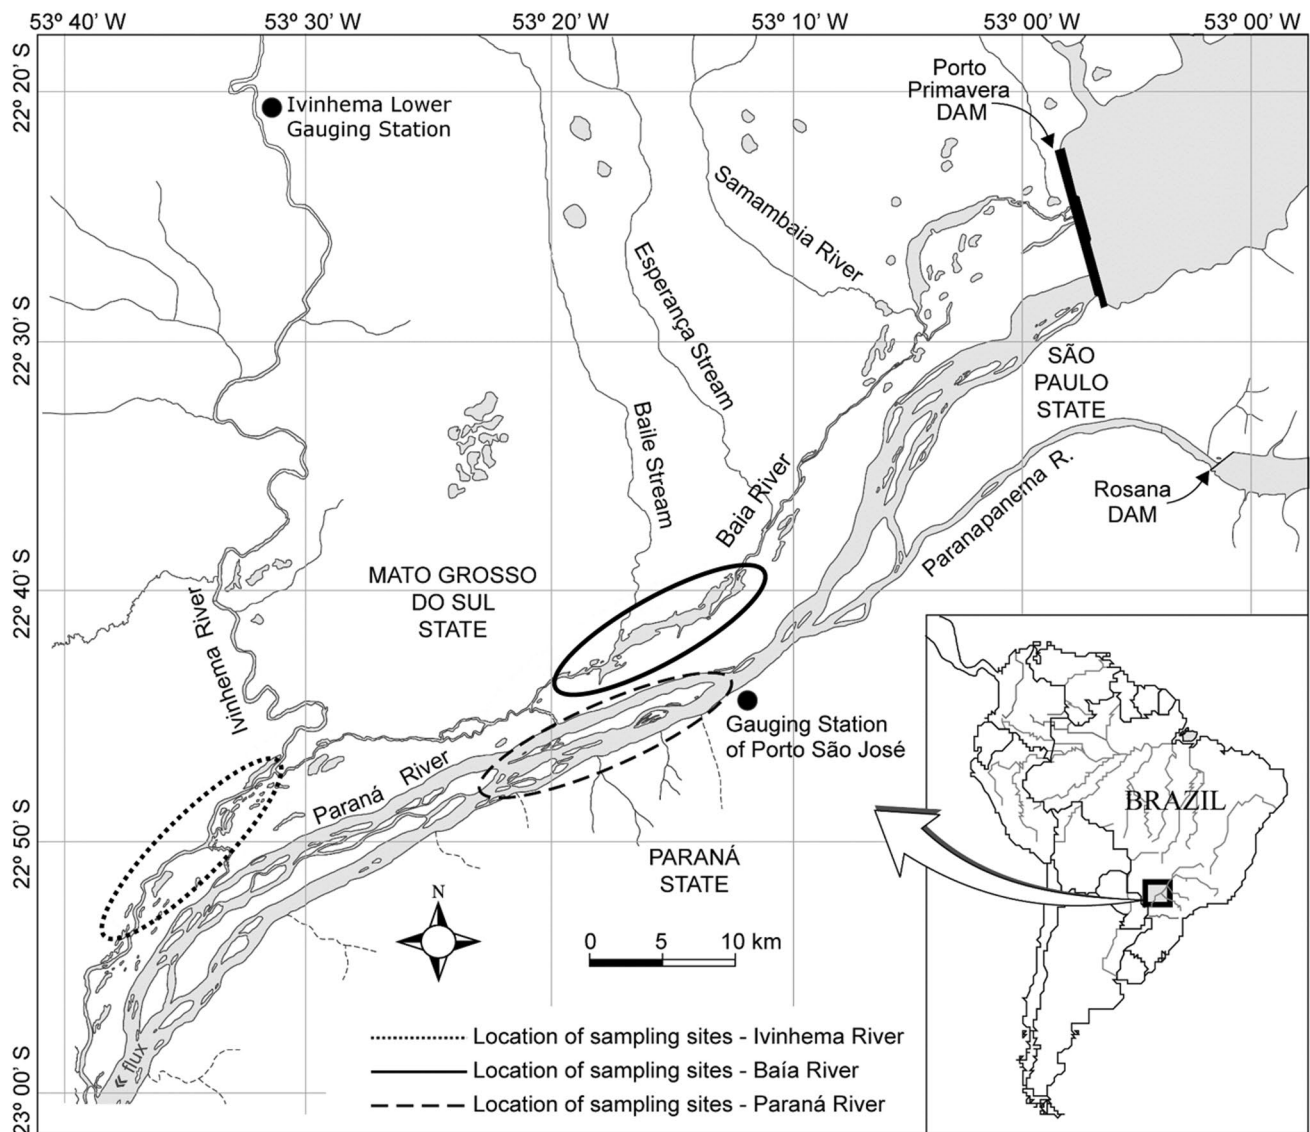 53º 40' W
53º 30' W
53º 20' W
53º 10' W
53º 00' W
53º 00' W
22º 20' S
22º 30' S
22º 40' S
22º 50' S
23º 00' S
Ivinhema Lower
Gauging Station
Porto
Primavera
DAM
Samambaia River
Esperança Stream
Baile Stream
Baia River
SÃO
PAULO
STATE
Paranapanema R.
Rosana
DAM
MATO GROSSO
DO SUL
STATE
Ivinhema River
Gauging Station
of Porto São José
Paraná River
PARANÁ
STATE
BRAZIL
N
0 5 10 km
« flux
Location of sampling sites - Ivinhema River
Location of sampling sites - Baía River
Location of sampling sites - Paraná River